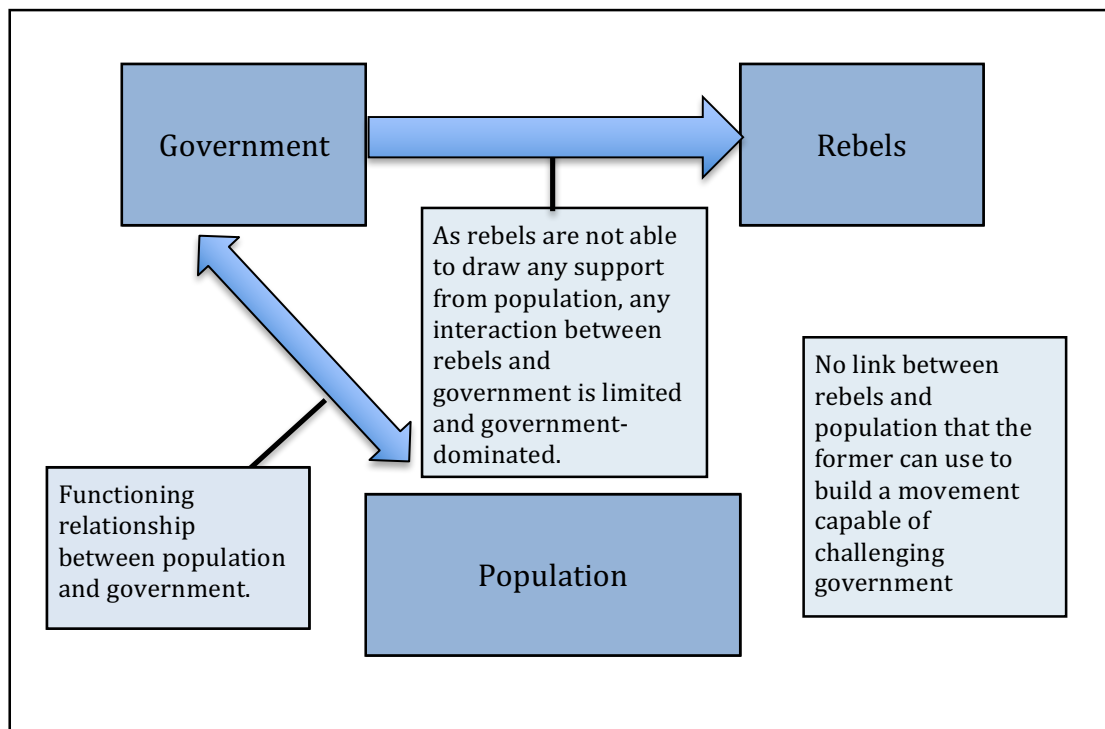 Government
Rebels
As rebels are not able
to draw any support
from population, any
interaction between
rebels and
government is limited
and government-
dominated.
No link between
rebels and
population that the
former can use to
build a movement
capable of
challenging
government
Functioning
relationship
between population
and government.
Population